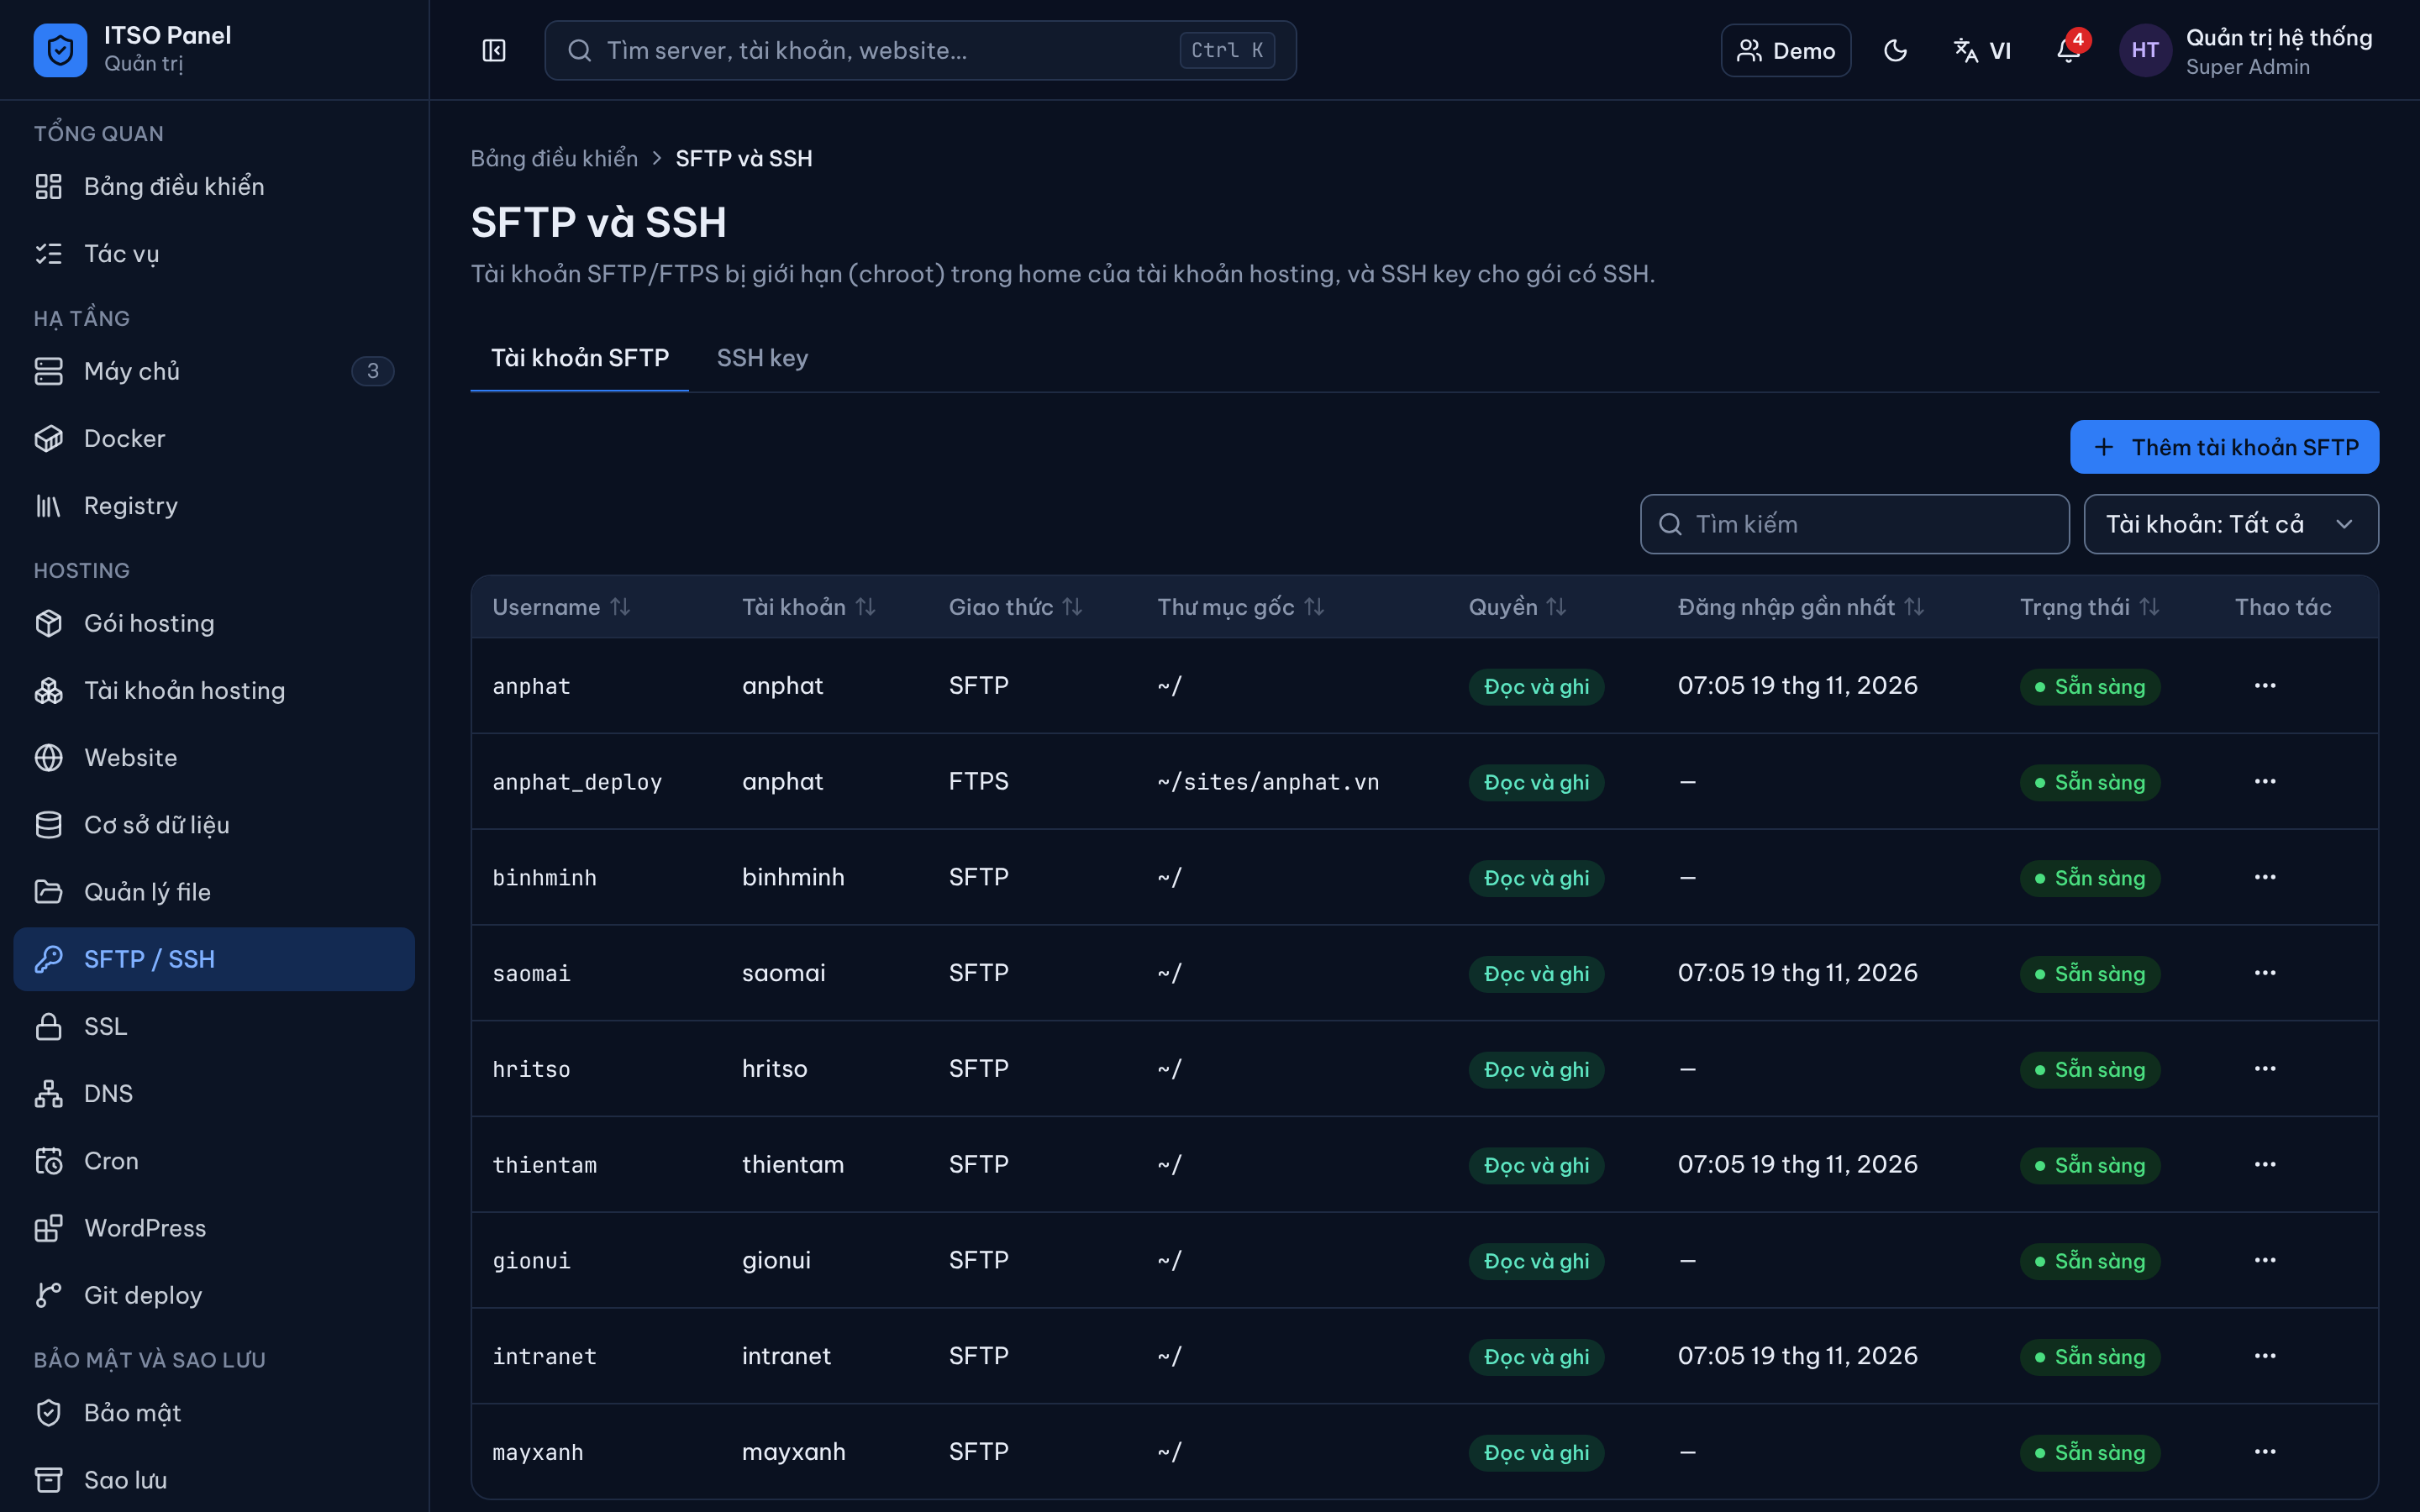 ITSO Panel
Quản trị
Tìm server, tài khoản, website...
Ctrl K
Demo
VI
4
HT
Quản trị hệ thống
Super Admin
TỔNG QUAN
Bảng điều khiển
Tác vụ
HẠ TẦNG
Máy chủ 3
Docker
Registry
HOSTING
Gói hosting
Tài khoản hosting
Website
Cơ sở dữ liệu
Quản lý file
SFTP / SSH
SSL
DNS
Cron
WordPress
Git deploy
BẢO MẬT VÀ SAO LƯU
Bảo mật
Sao lưu
Bảng điều khiển > SFTP và SSH
SFTP và SSH
Tài khoản SFTP/FTPS bị giới hạn (chroot) trong home của tài khoản hosting, và SSH key cho gói có SSH.
Tài khoản SFTP SSH key
+ Thêm tài khoản SFTP
Tìm kiếm
Tài khoản: Tất cả
Username Tài khoản Giao thức Thư mục gốc Quyền Đăng nhập gần nhất Trạng thái Thao tác
anphat anphat SFTP ~/ Đọc và ghi 07:05 19 thg 11, 2026 Sẵn sàng ...
anphat_deploy anphat FTPS ~/sites/anphat.vn Đọc và ghi — Sẵn sàng ...
binhminh binhminh SFTP ~/ Đọc và ghi — Sẵn sàng ...
saomai saomai SFTP ~/ Đọc và ghi 07:05 19 thg 11, 2026 Sẵn sàng ...
hritso hritso SFTP ~/ Đọc và ghi — Sẵn sàng ...
thientam thientam SFTP ~/ Đọc và ghi 07:05 19 thg 11, 2026 Sẵn sàng ...
gionui gionui SFTP ~/ Đọc và ghi — Sẵn sàng ...
intranet intranet SFTP ~/ Đọc và ghi 07:05 19 thg 11, 2026 Sẵn sàng ...
mayxanh mayxanh SFTP ~/ Đọc và ghi — Sẵn sàng ...